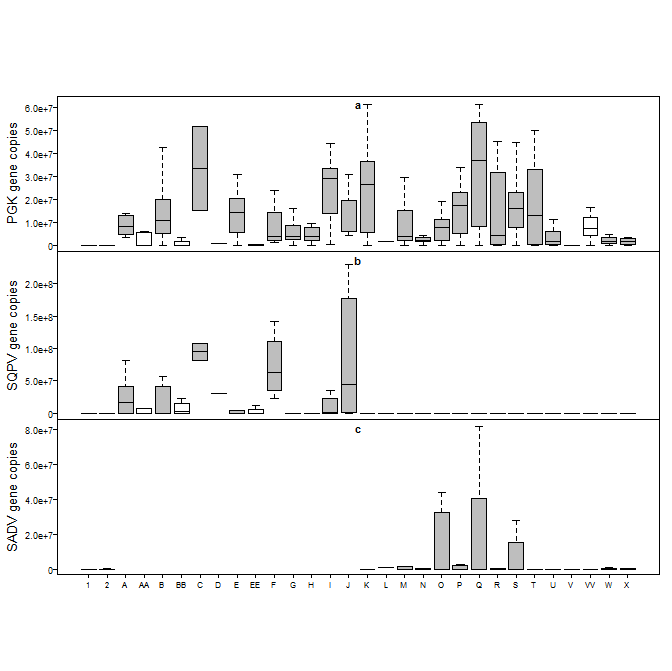 a
PGK gene copies
6.0e+7
5.0e+7
4.0e+7
3.0e+7
2.0e+7
1.0e+7
0
b
SQPV gene copies
2.0e+8
1.5e+8
1.0e+8
5.0e+7
0
c
SADV gene copies
8.0e+7
6.0e+7
4.0e+7
2.0e+7
0
1 2 A AA B BB C D E EE F G H I J K L M N O P Q R S T U V VV W X